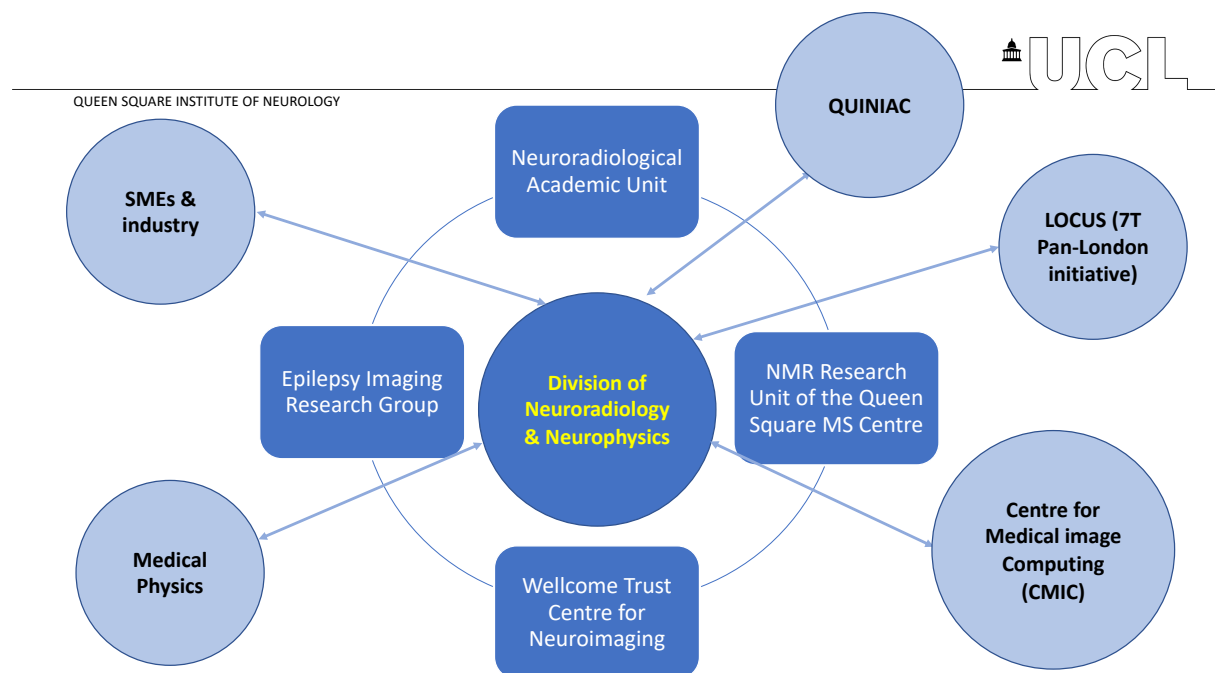 UCL
QUEEN SQUARE INSTITUTE OF NEUROLOGY
QUINIAC
Neuroradiological
Academic Unit
SMEs &
industry
LOCUS (7T
Pan-London
initiative)
Epilepsy Imaging
Research Group
Division of
Neuroradiology
& Neurophysics
NMR Research
Unit of the Queen
Square MS Centre
Medical
Physics
Wellcome Trust
Centre for
Neuroimaging
Centre for
Medical image
Computing
(CMIC)